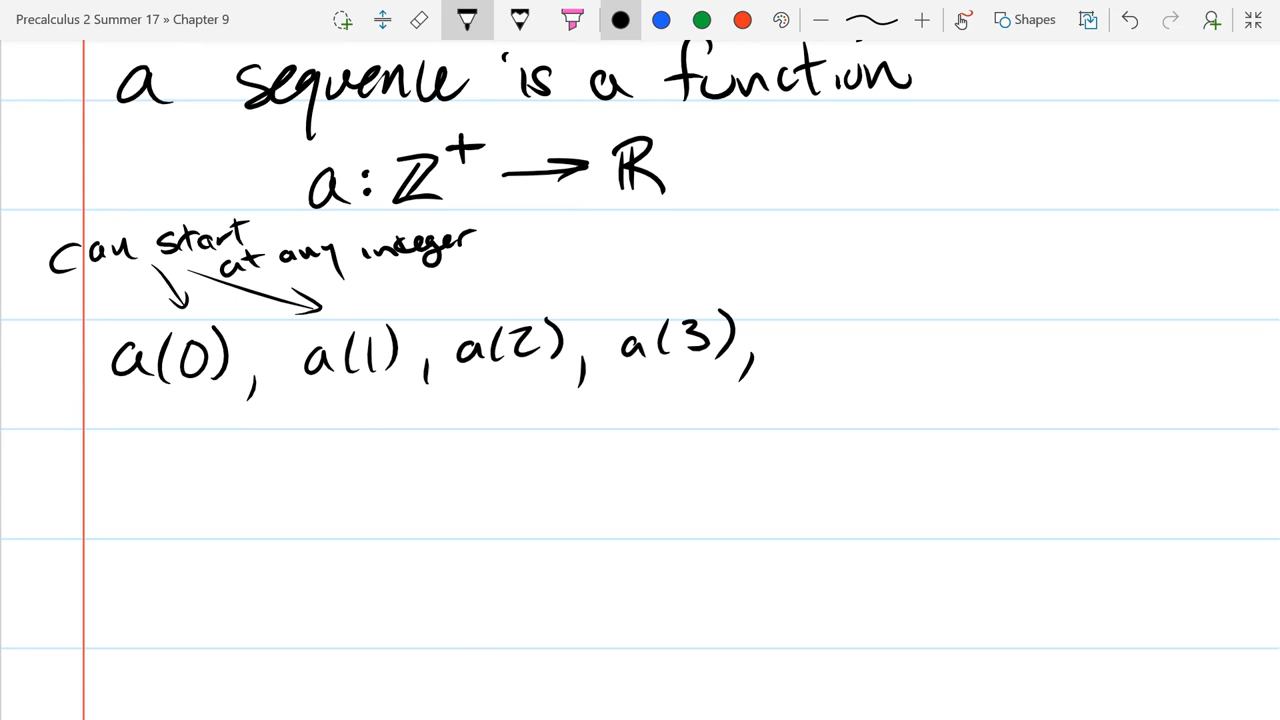 Precalculus 2 Summer 17 » Chapter 9
Shapes
a sequence is a function
a : ℤ⁺ → ℝ
can start
at any integer
a(0), a(1), a(2), a(3),